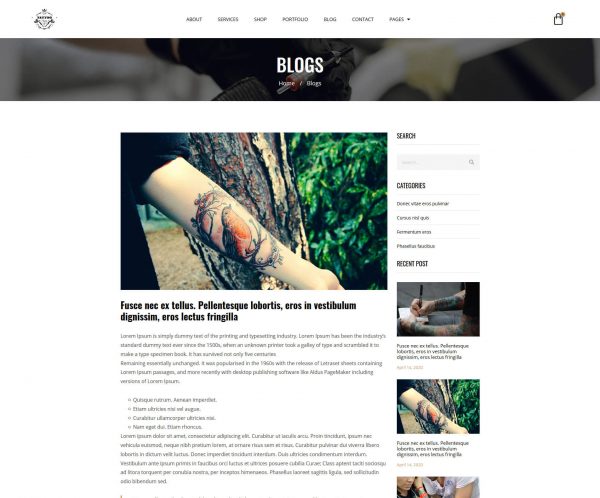 TATTOO
ABOUT SERVICES SHOP PORTFOLIO BLOG CONTACT PAGES
BLOGS
Home / Blogs
Fusce nec ex tellus. Pellentesque lobortis, eros in vestibulum
dignissim, eros lectus fringilla
Lorem Ipsum is simply dummy text of the printing and typesetting industry. Lorem Ipsum has been the industry's
standard dummy text ever since the 1500s, when an unknown printer took a galley of type and scrambled it to
make a type specimen book. It has survived not only five centuries
Remaining essentially unchanged. It was popularised in the 1960s with the release of Letraset sheets containing
Lorem Ipsum passages, and more recently with desktop publishing software like Aldus PageMaker including
versions of Lorem Ipsum.
Quisque rutrum. Aenean imperdiet.
Etiam ultricies nisi vel augue.
Curabitur ullamcorper ultricies nisi.
Nam eget dui. Etiam rhoncus.
Lorem ipsum dolor sit amet, consectetur adipiscing elit. Curabitur ut iaculis arcu. Proin tincidunt, ipsum nec
vehicula euismod, neque nibh pretium lorem, at ornare risus sem et risus. Curabitur pulvinar dui viverra libero
lobortis in dictum velit luctus. Donec imperdiet tincidunt interdum. Curabitur mollis diam condimentum interdum.
Vestibulum ante ipsum primis in faucibus orci luctus et ultrices posuere cubilia Curae; Class aptent taciti sociosqu
ad litora torquent per conubia nostra, per inceptos himenaeos. Phasellus laoreet aliquet ipsum, sed sollicitudin
odio bibendum sed.
SEARCH
Search...
CATEGORIES
Donec vitae eros pulvinar
Cursus nisl quis
Fermentum eros
Phasellus faucibus
RECENT POST
Fusce nec ex tellus. Pellentesque
lobortis, eros in vestibulum
dignissim, eros lectus fringilla
April 14, 2020
Fusce nec ex tellus. Pellentesque
lobortis, eros in vestibulum
dignissim, eros lectus fringilla
April 14, 2020